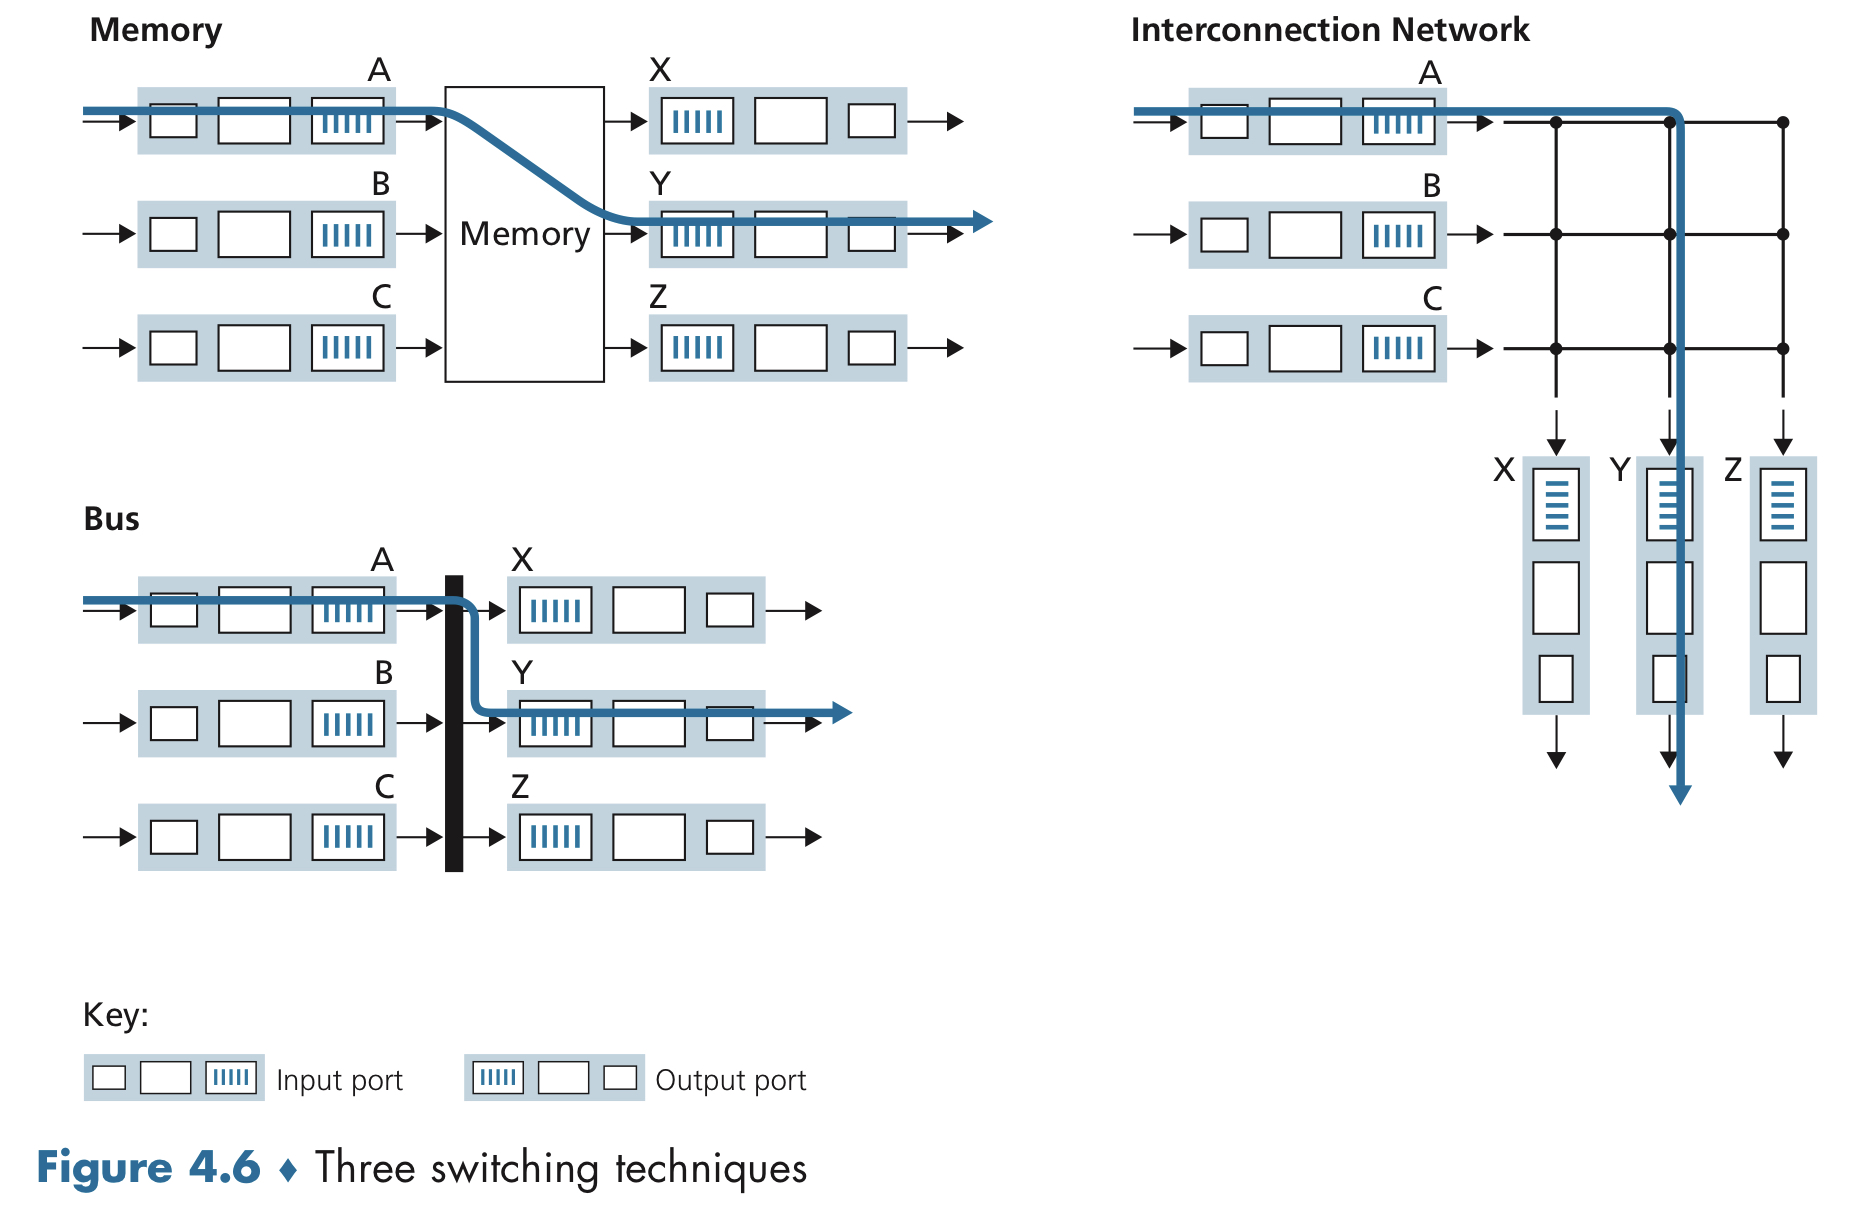 Memory
A
B
C
Memory
X
Y
Z
Interconnection Network
A
B
C
X
Y
Z
Bus
A
B
C
X
Y
Z
Key:
Input port
Output port
Figure 4.6 ♦ Three switching techniques